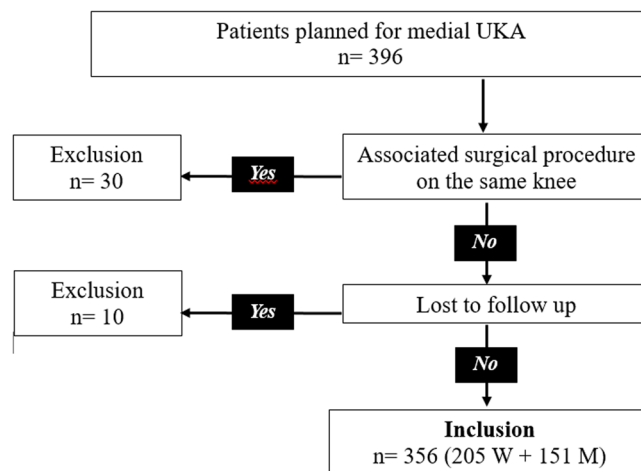 Patients planned for medial UKA
n= 396
Associated surgical procedure
on the same knee
Yes
Exclusion
n= 30
No
Lost to follow up
Yes
Exclusion
n= 10
No
Inclusion
n= 356 (205 W + 151 M)